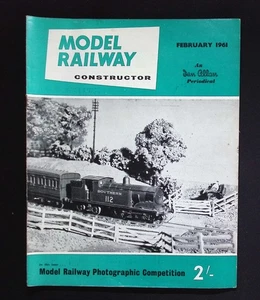 MODEL
RAILWAY
CONSTRUCTOR
FEBRUARY 1961
An
Ian Allan
Periodical
SOUTHERN
112
Model Railway Photographic Competition
2/-